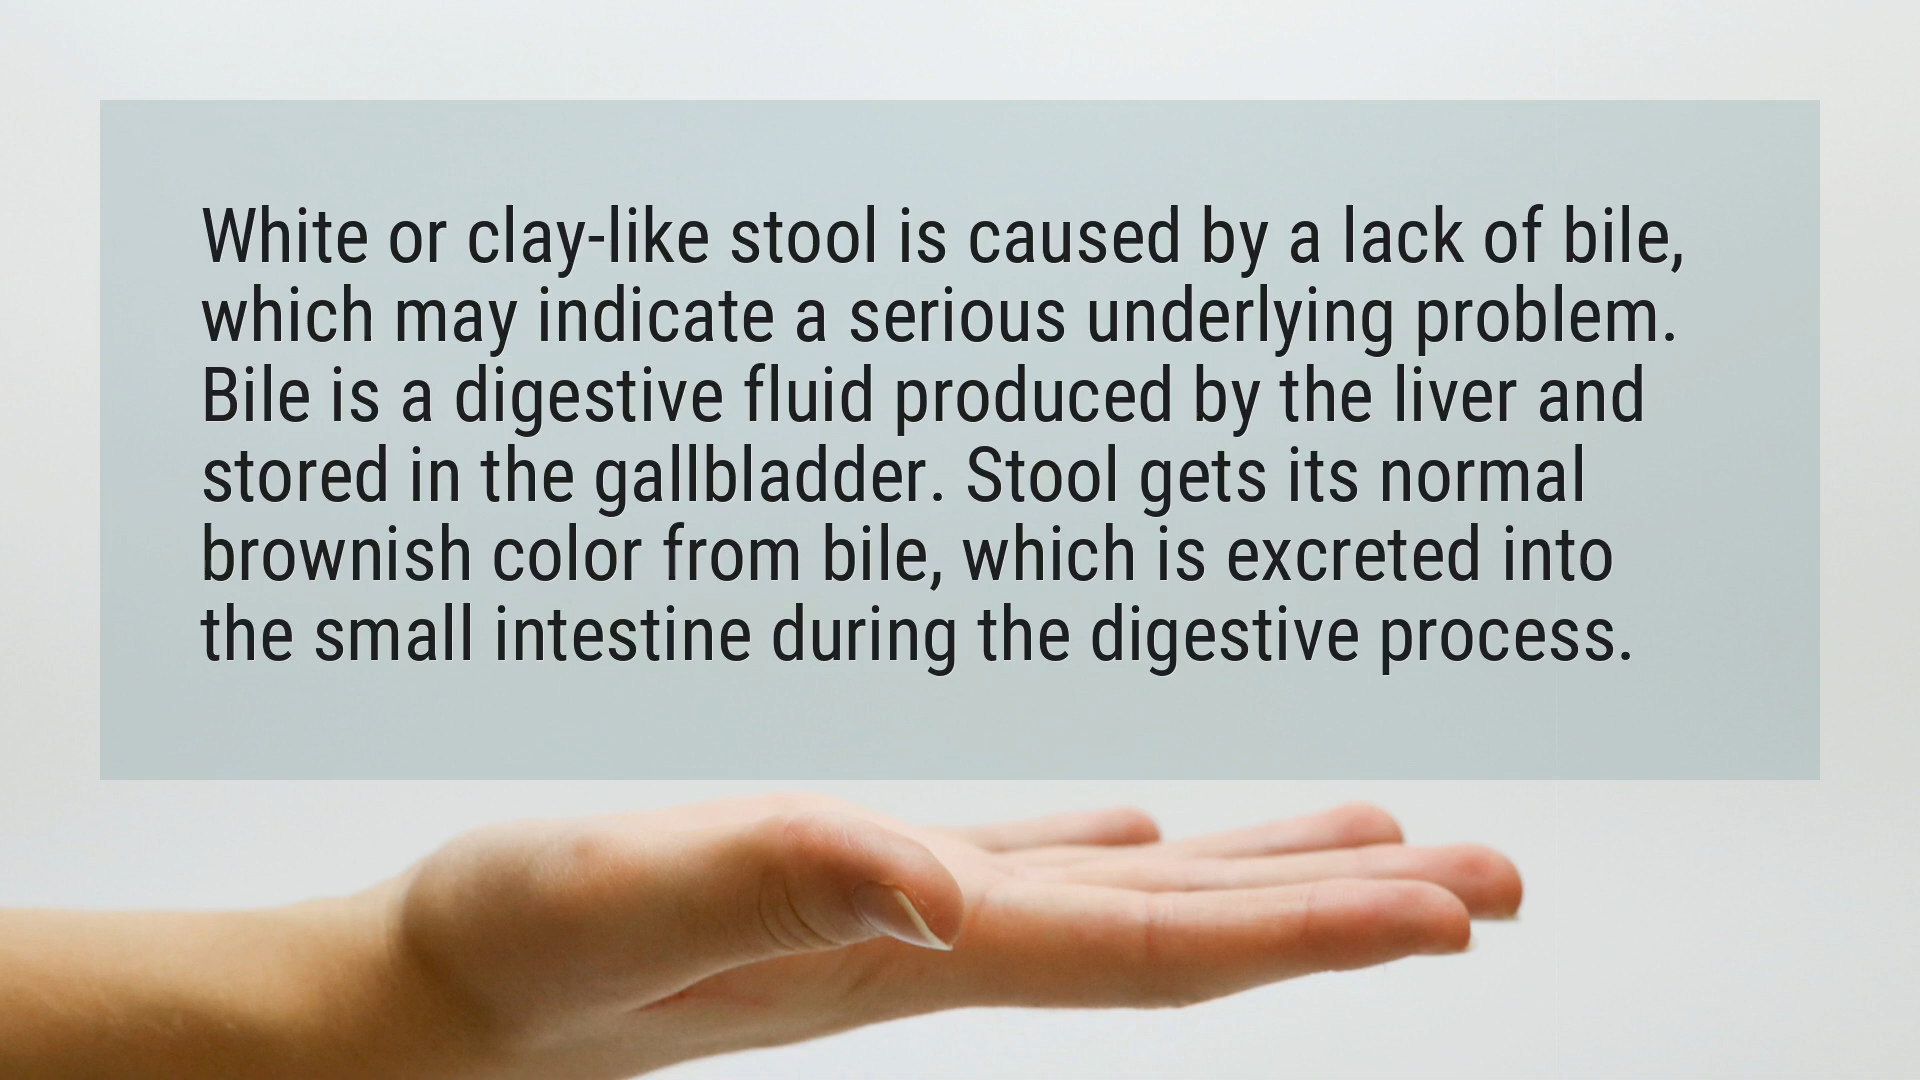 White or clay-like stool is caused by a lack of bile,
which may indicate a serious underlying problem.
Bile is a digestive fluid produced by the liver and
stored in the gallbladder. Stool gets its normal
brownish color from bile, which is excreted into
the small intestine during the digestive process.